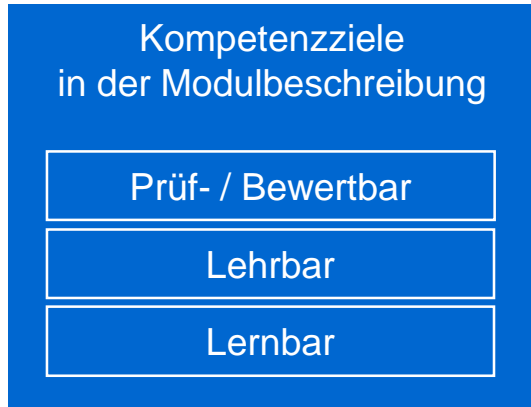 Kompetenzziele
in der Modulbeschreibung
Prüf- / Bewertbar
Lehrbar
Lernbar